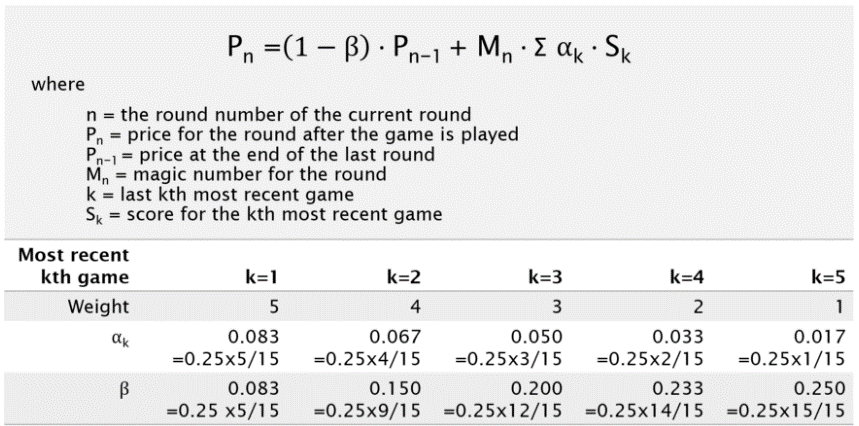 Pₙ =(1 − β) · Pₙ₋₁ + Mₙ · Σ αₖ · Sₖ
where
n = the round number of the current round
Pₙ = price for the round after the game is played
Pₙ₋₁ = price at the end of the last round
Mₙ = magic number for the round
k = last kth most recent game
Sₖ = score for the kth most recent game
Most recent
kth game k=1 k=2 k=3 k=4 k=5
Weight 5 4 3 2 1
αₖ 0.083 0.067 0.050 0.033 0.017
=0.25x5/15 =0.25x4/15 =0.25x3/15 =0.25x2/15 =0.25x1/15
β 0.083 0.150 0.200 0.233 0.250
=0.25 x5/15 =0.25x9/15 =0.25x12/15 =0.25x14/15 =0.25x15/15